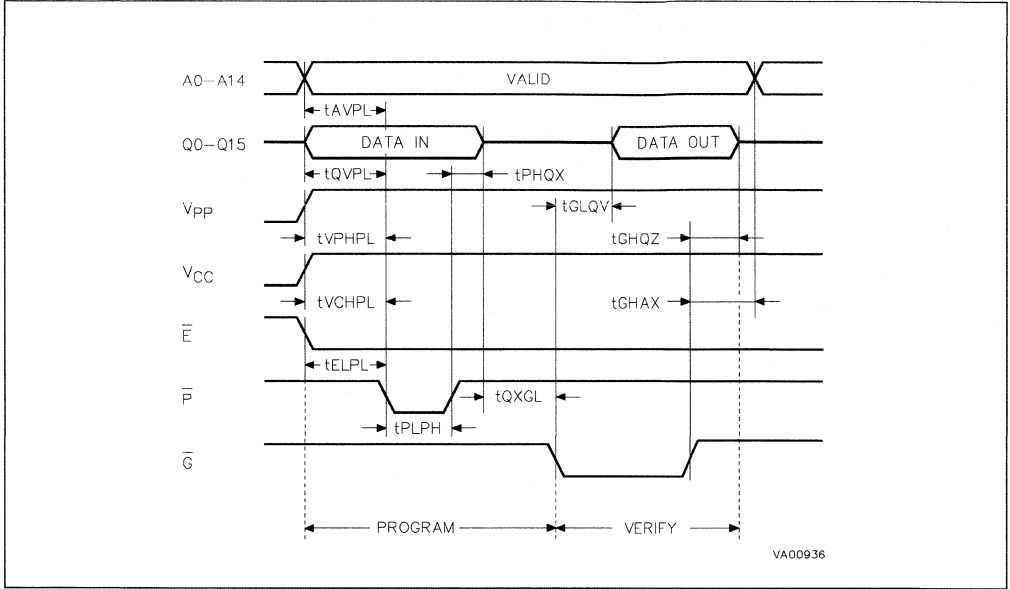 A0–A14
VALID
tAVPL
Q0–Q15
DATA IN
DATA OUT
tQVPL
tPHQX
VPP
tGLQV
tVPHPL
tGHQZ
VCC
tVCHPL
tGHAX
E̅
tELPL
P̅
tQXGL
tPLPH
G̅
PROGRAM
VERIFY
VA00936